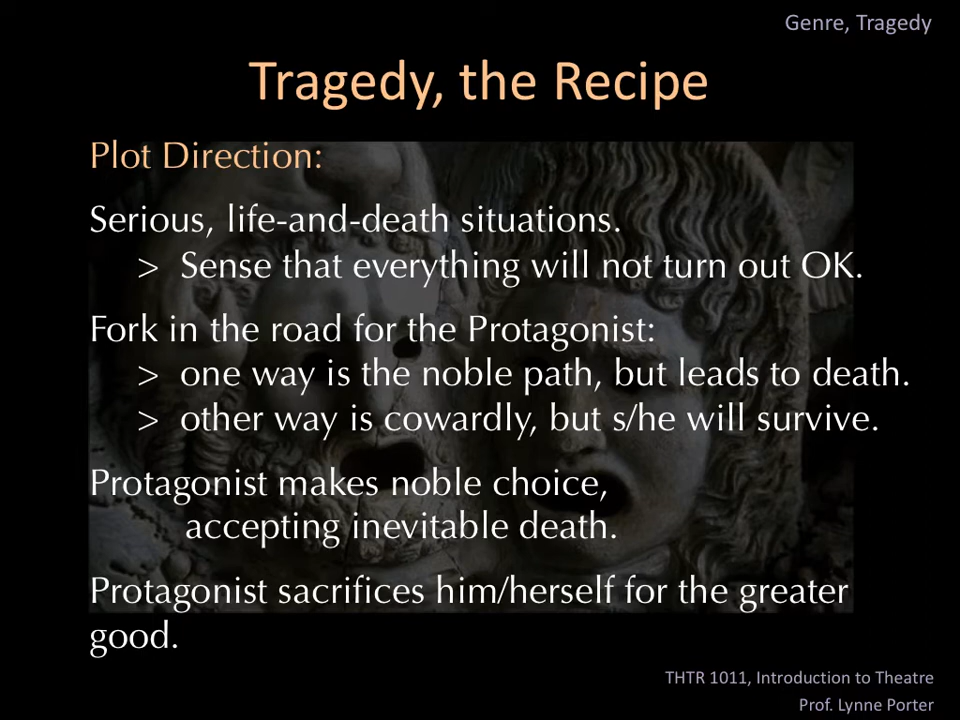 Genre, Tragedy
Tragedy, the Recipe
Plot Direction:
Serious, life-and-death situations.
> Sense that everything will not turn out OK.
Fork in the road for the Protagonist:
> one way is the noble path, but leads to death.
> other way is cowardly, but s/he will survive.
Protagonist makes noble choice,
accepting inevitable death.
Protagonist sacrifices him/herself for the greater
good.
THTR 1011, Introduction to Theatre
Prof. Lynne Porter